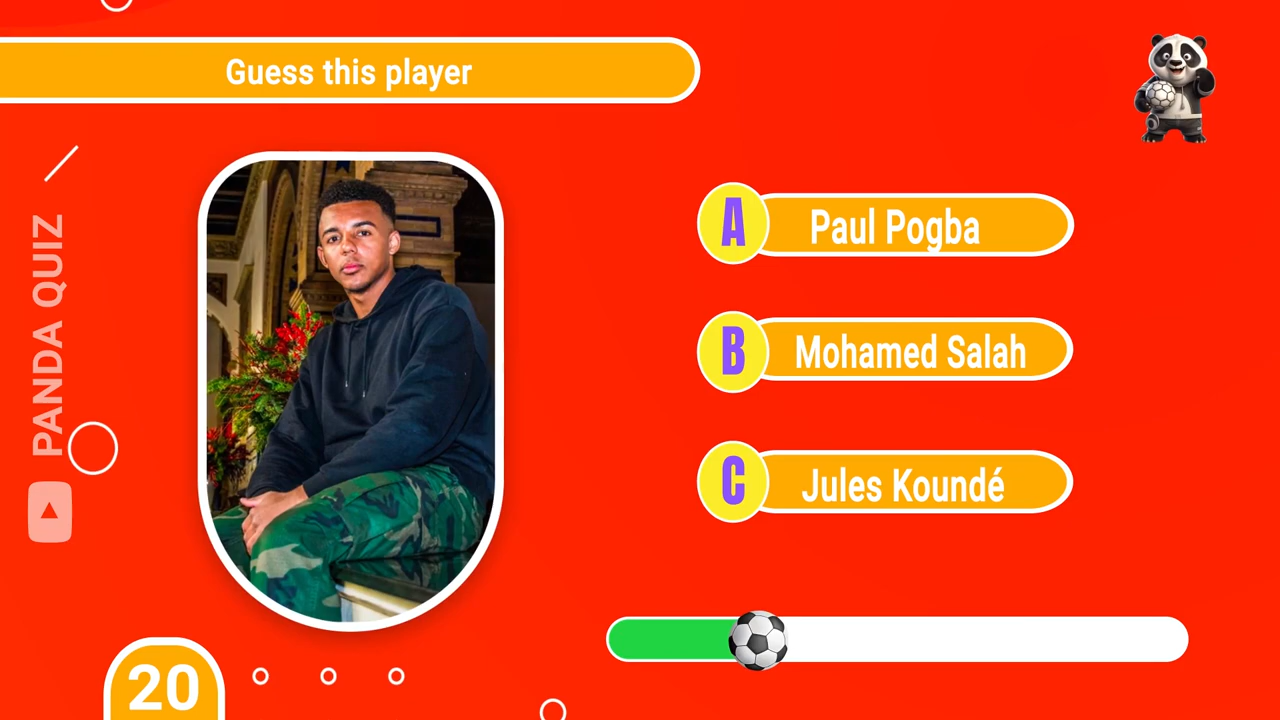 Guess this player
PANDA QUIZ
A Paul Pogba
B Mohamed Salah
C Jules Koundé
20